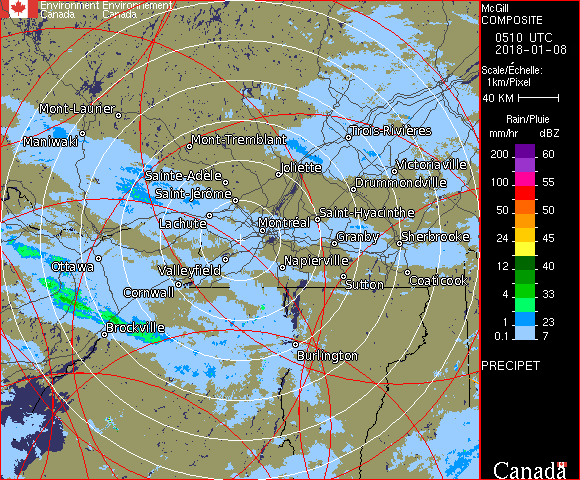 Environment Environnement
Canada Canada
McGill
COMPOSITE
0510 UTC
2018-01-08
Scale/Échelle:
1km/Pixel
40 KM
Rain/Pluie
mm/hr dBZ
200 60
100 55
50 50
24 45
12 40
4 33
1 23
0.1 7
PRECIPET
Canada
Mont-Laurier
Maniwaki
Mont-Tremblant
Trois-Rivières
Sainte-Adèle
Joliette
Victoriaville
Saint-Jérôme
Drummondville
Lachute
Montréal
Saint-Hyacinthe
Granby
Sherbrooke
Ottawa
Valleyfield
Napierville
Cornwall
Sutton
Coaticook
Brockville
Burlington